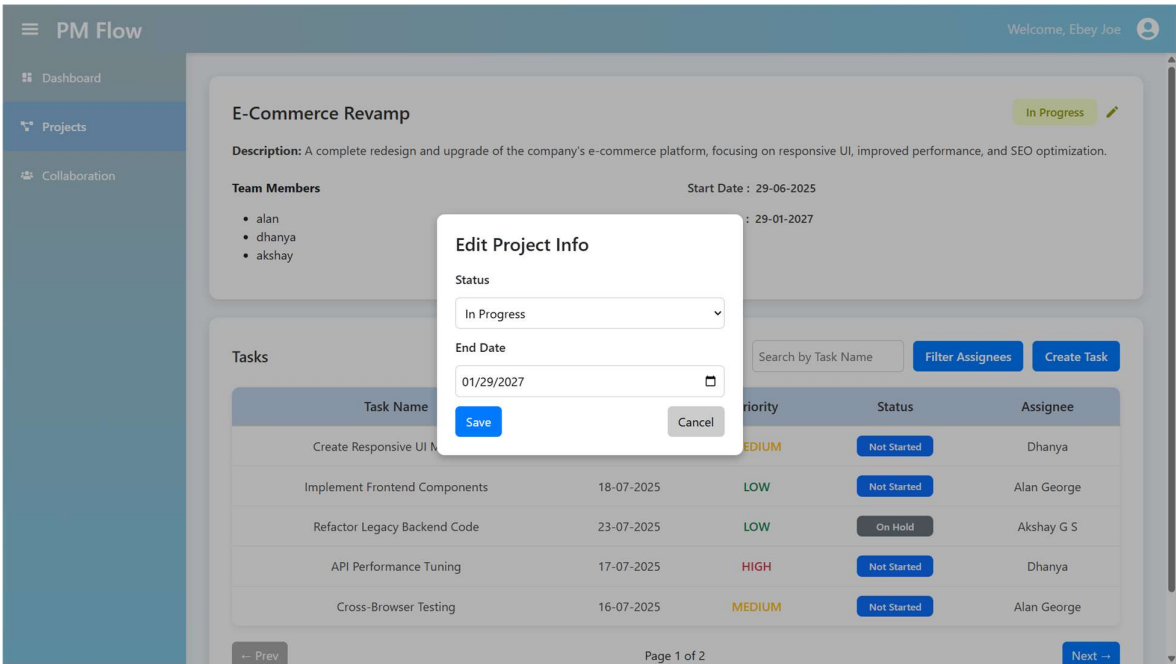 PM Flow
Welcome, Ebey Joe
Dashboard
Projects
Collaboration
E-Commerce Revamp
In Progress
Description: A complete redesign and upgrade of the company's e-commerce platform, focusing on responsive UI, improved performance, and SEO optimization.
Team Members
Start Date : 29-06-2025
• alan
: 29-01-2027
• dhanya
• akshay
Edit Project Info
Status
In Progress
End Date
01/29/2027
Save
Cancel
Tasks
Search by Task Name
Filter Assignees
Create Task
Task Name
Status
Assignee
Create Responsive UI
Not Started
Dhanya
Implement Frontend Components 18-07-2025 LOW Not Started Alan George
Refactor Legacy Backend Code 23-07-2025 LOW On Hold Akshay G S
API Performance Tuning 17-07-2025 HIGH Not Started Dhanya
Cross-Browser Testing 16-07-2025 MEDIUM Not Started Alan George
← Prev
Page 1 of 2
Next →